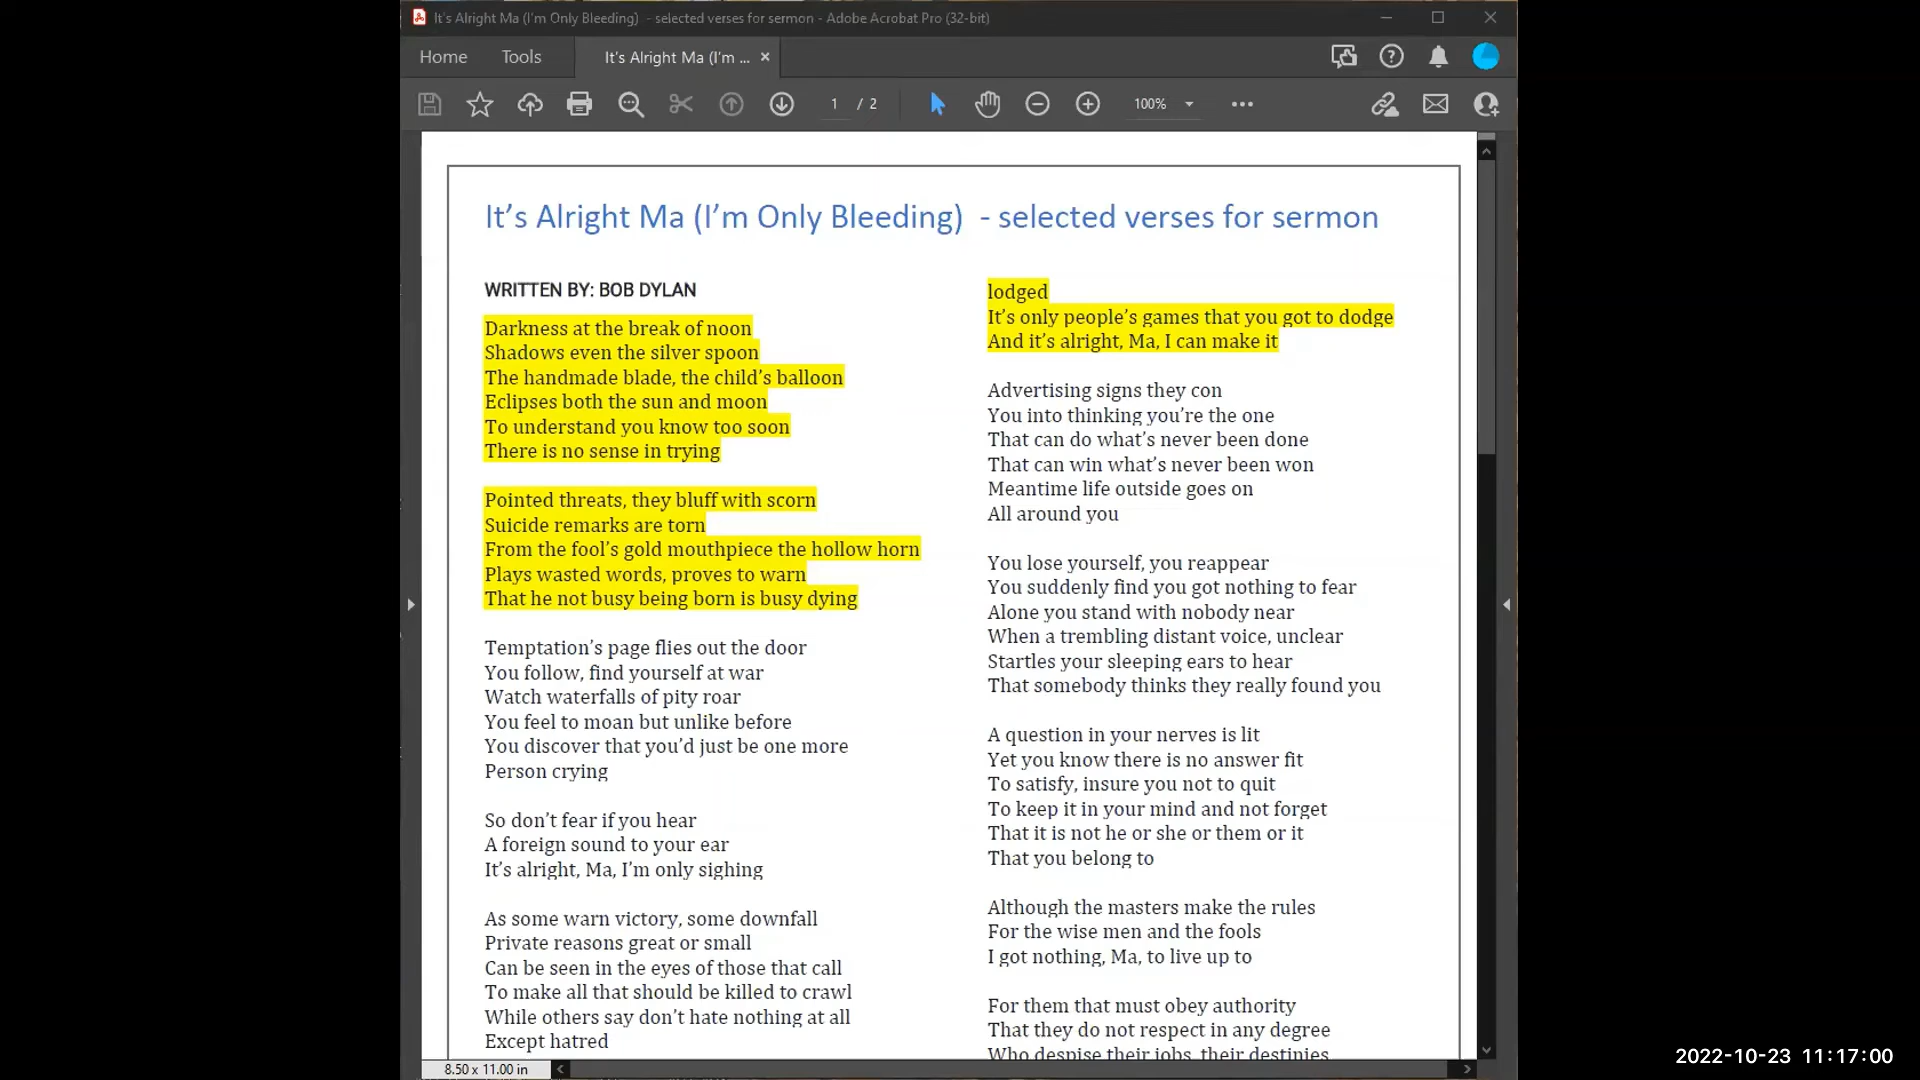 It's Alright Ma (I'm Only Bleeding) - selected verses for sermon - Adobe Acrobat Pro (32-bit)
Home Tools It's Alright Ma (I'm ...
1 / 2 100%
It's Alright Ma (I'm Only Bleeding) - selected verses for sermon
WRITTEN BY: BOB DYLAN
Darkness at the break of noon
Shadows even the silver spoon
The handmade blade, the child's balloon
Eclipses both the sun and moon
To understand you know too soon
There is no sense in trying
Pointed threats, they bluff with scorn
Suicide remarks are torn
From the fool's gold mouthpiece the hollow horn
Plays wasted words, proves to warn
That he not busy being born is busy dying
Temptation's page flies out the door
You follow, find yourself at war
Watch waterfalls of pity roar
You feel to moan but unlike before
You discover that you'd just be one more
Person crying
So don't fear if you hear
A foreign sound to your ear
It's alright, Ma, I'm only sighing
As some warn victory, some downfall
Private reasons great or small
Can be seen in the eyes of those that call
To make all that should be killed to crawl
While others say don't hate nothing at all
Except hatred
lodged
It's only people's games that you got to dodge
And it's alright, Ma, I can make it
Advertising signs they con
You into thinking you're the one
That can do what's never been done
That can win what's never been won
Meantime life outside goes on
All around you
You lose yourself, you reappear
You suddenly find you got nothing to fear
Alone you stand with nobody near
When a trembling distant voice, unclear
Startles your sleeping ears to hear
That somebody thinks they really found you
A question in your nerves is lit
Yet you know there is no answer fit
To satisfy, insure you not to quit
To keep it in your mind and not forget
That it is not he or she or them or it
That you belong to
Although the masters make the rules
For the wise men and the fools
I got nothing, Ma, to live up to
For them that must obey authority
That they do not respect in any degree
Who despise their jobs, their destinies
8.50 x 11.00 in
2022-10-23 11:17:00